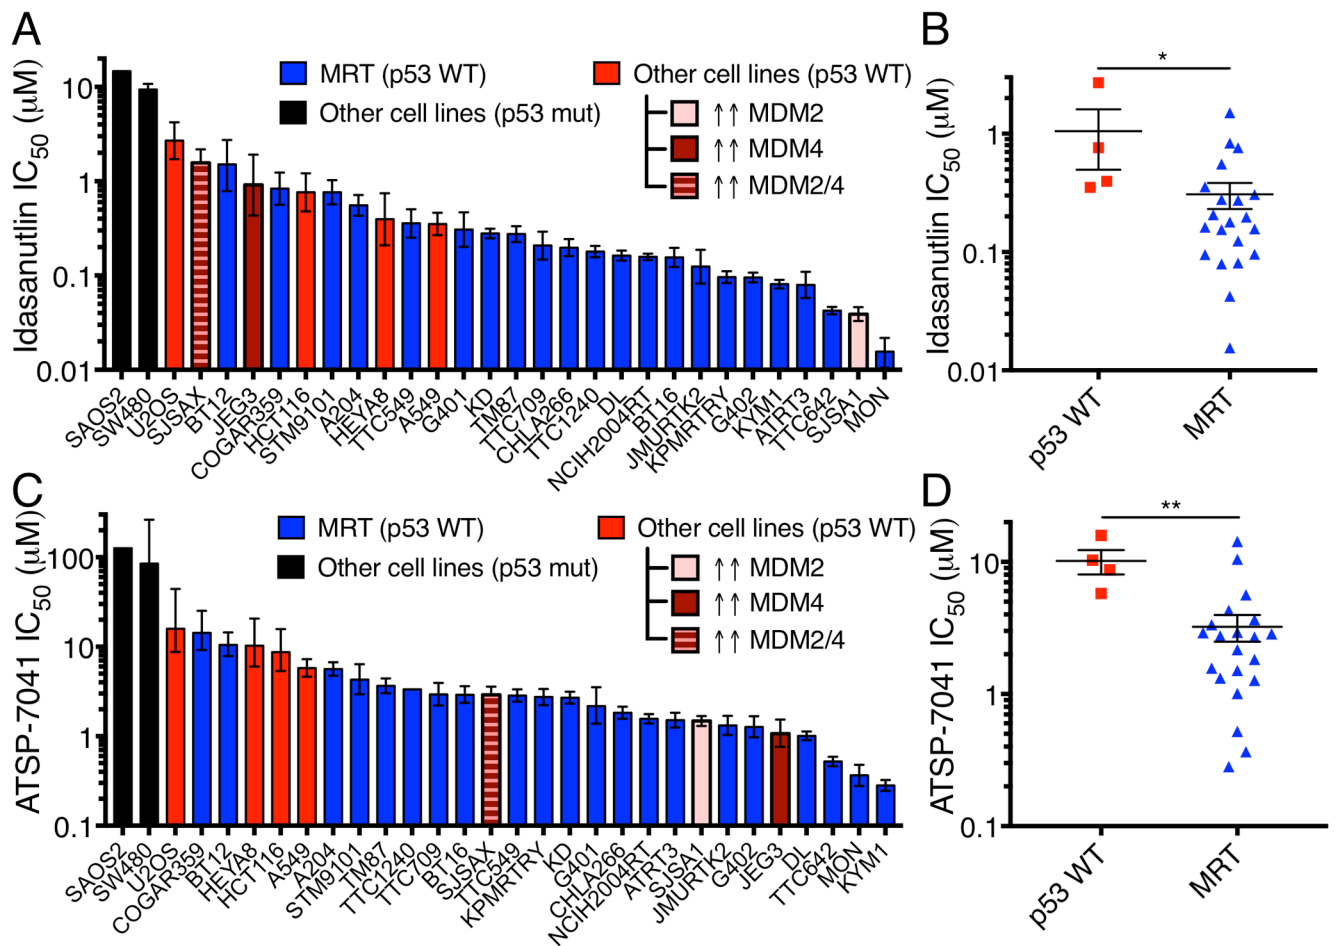 A
Idasanutlin IC50 (μM)
10
1
0.1
0.01
MRT (p53 WT)
Other cell lines (p53 mut)
Other cell lines (p53 WT)
↑↑ MDM2
↑↑ MDM4
↑↑ MDM2/4
SAOS2
SW480
U2OS
SJSAX
BT12
JEG3
COGAR359
HCT116
STM9101
A204
HEYA8
TTC549
A549
G401
KD
TM87
TTC709
CHLA266
TTC1240
DL
NCIH2004RT
BT16
JMURTK2
KPMRTRY
G402
KYM1
ATRT3
TTC642
SJSA1
MON
B
Idasanutlin IC50 (μM)
1
0.1
0.01
*
p53 WT
MRT
C
ATSP-7041 IC50 (μM)
100
10
1
0.1
MRT (p53 WT)
Other cell lines (p53 mut)
Other cell lines (p53 WT)
↑↑ MDM2
↑↑ MDM4
↑↑ MDM2/4
SAOS2
SW480
U2OS
COGAR359
BT12
HEYA8
HCT116
A549
A204
STM9101
TM87
TTC1240
TTC709
BT16
SJSAX
TTC549
KPMRTRY
KD
G401
CHLA266
NCIH2004RT
ATRT3
SJSA1
JMURTK2
G402
JEG3
DL
TTC642
MON
KYM1
D
ATSP-7041 IC50 (μM)
10
1
0.1
**
p53 WT
MRT